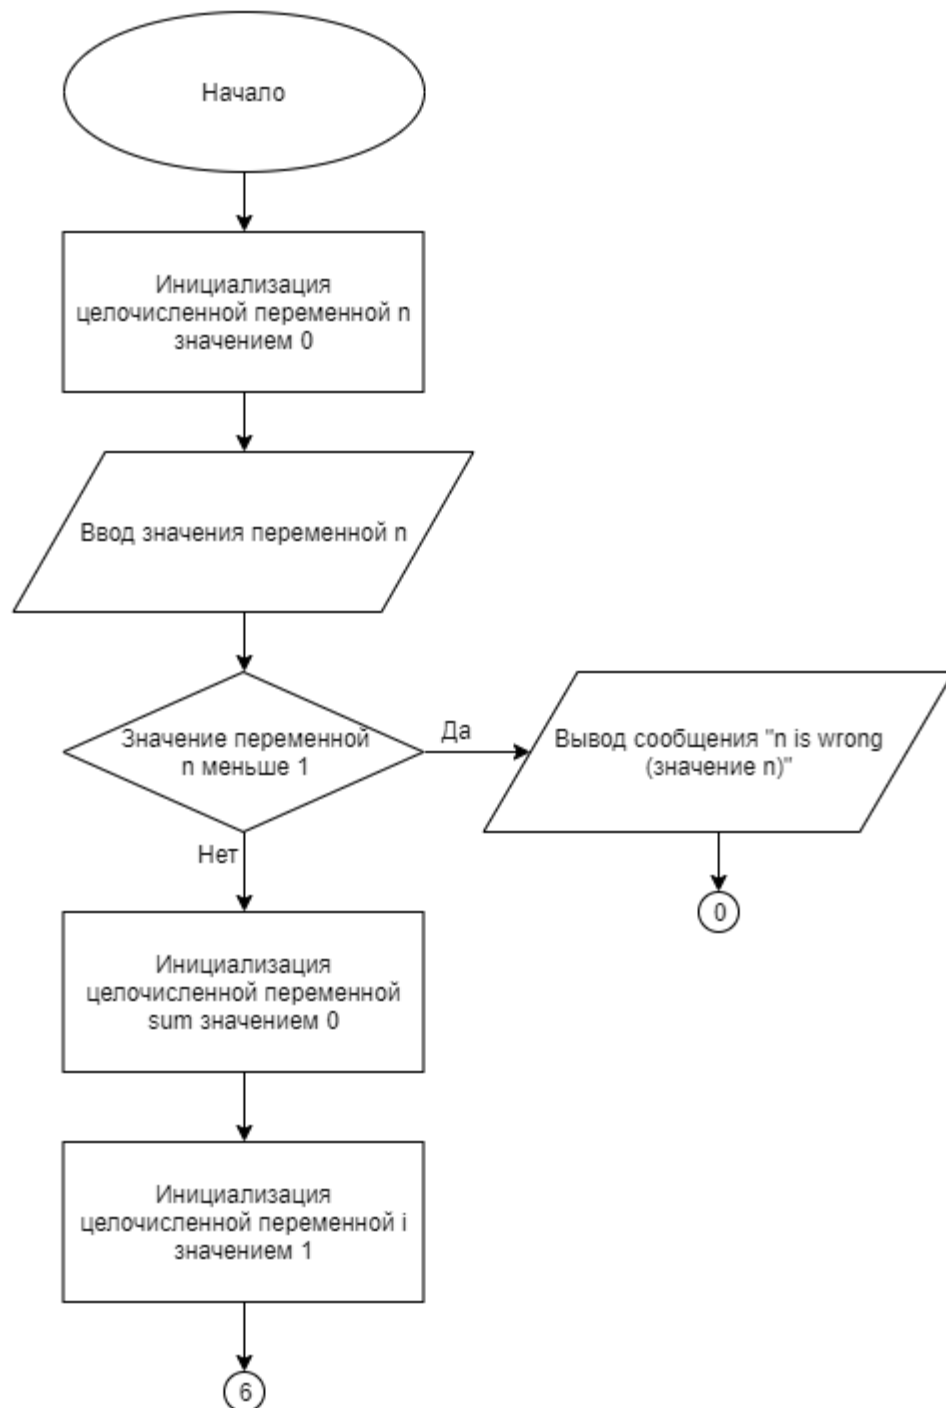 Начало
Инициализация
целочисленной переменной n
значением 0
Ввод значения переменной n
Значение переменной
n меньше 1
Да
Вывод сообщения "n is wrong
(значение n)"
Нет
0
Инициализация
целочисленной переменной
sum значением 0
Инициализация
целочисленной переменной i
значением 1
6